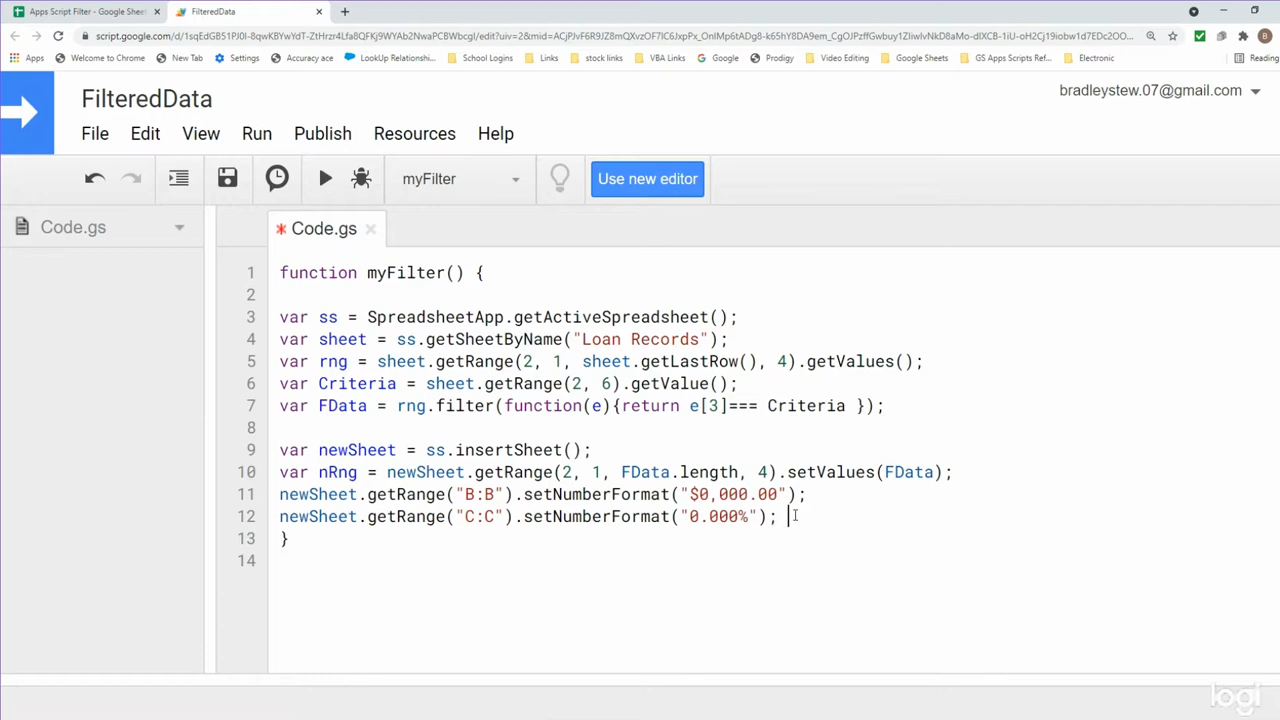 Apps Script Filter - Google Sheet
FilteredData
script.google.com/d/1sqEdGB51PJ0I-8qwKBYwYdT-ZtHrzr4Lfa8QFKj9WYAb2NwaPCBWbcgI/edit?uiv=2&mid=ACjPJvF6R9JZ8mQXvzOF7IC6JxpPx_OnIMp6tADg8-k65hY8DA9em_CgOJPzffGwbuy1ZIiwIvNkD8aMo-dIXCB-1iU-oH2Cj19iobw1d7EDc2OO...
Apps
Welcome to Chrome
New Tab
Settings
Accuracy ace
LookUp Relationshi...
School Logins
Links
stock links
VBA Links
Google
Prodigy
Video Editing
Google Sheets
GS Apps Scripts Ref...
Electronic
Reading
FilteredData
bradleystew.07@gmail.com
File Edit View Run Publish Resources Help
myFilter
Use new editor
Code.gs
* Code.gs
1 function myFilter() {
2
3 var ss = SpreadsheetApp.getActiveSpreadsheet();
4 var sheet = ss.getSheetByName("Loan Records");
5 var rng = sheet.getRange(2, 1, sheet.getLastRow(), 4).getValues();
6 var Criteria = sheet.getRange(2, 6).getValue();
7 var FData = rng.filter(function(e){return e[3]=== Criteria });
8
9 var newSheet = ss.insertSheet();
10 var nRng = newSheet.getRange(2, 1, FData.length, 4).setValues(FData);
11 newSheet.getRange("B:B").setNumberFormat("$0,000.00");
12 newSheet.getRange("C:C").setNumberFormat("0.000%");
13 }
14
logi